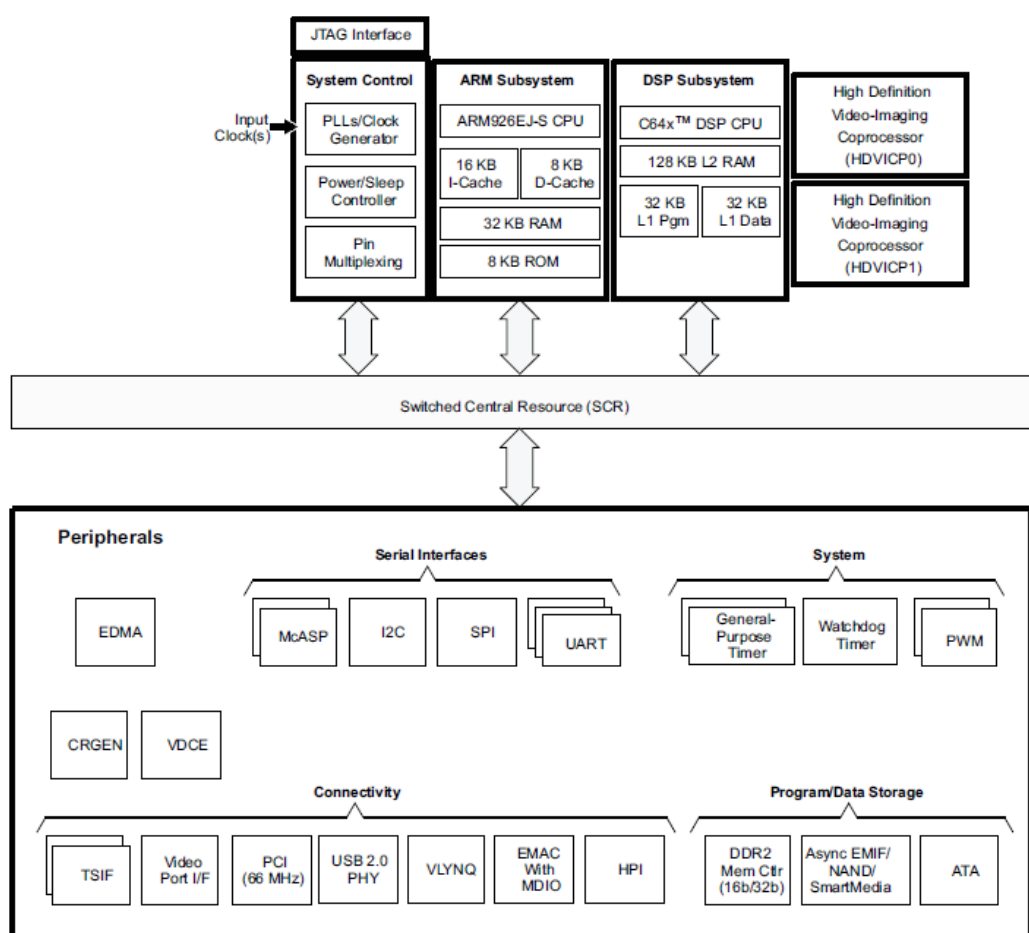 JTAG Interface
System Control
Input
Clock(s)
PLLs/Clock
Generator
Power/Sleep
Controller
Pin
Multiplexing
ARM Subsystem
ARM926EJ-S CPU
16 KB
I-Cache
8 KB
D-Cache
32 KB RAM
8 KB ROM
DSP Subsystem
C64x™ DSP CPU
128 KB L2 RAM
32 KB
L1 Pgm
32 KB
L1 Data
High Definition
Video-Imaging
Coprocessor
(HDVICP0)
High Definition
Video-Imaging
Coprocessor
(HDVICP1)
Switched Central Resource (SCR)
Peripherals
EDMA
Serial Interfaces
McASP
I2C
SPI
UART
System
General-
Purpose
Timer
Watchdog
Timer
PWM
CRGEN
VDCE
Connectivity
TSIF
Video
Port I/F
PCI
(66 MHz)
USB 2.0
PHY
VLYNQ
EMAC
With
MDIO
HPI
Program/Data Storage
DDR2
Mem Ctlr
(16b/32b)
Async EMIF/
NAND/
SmartMedia
ATA